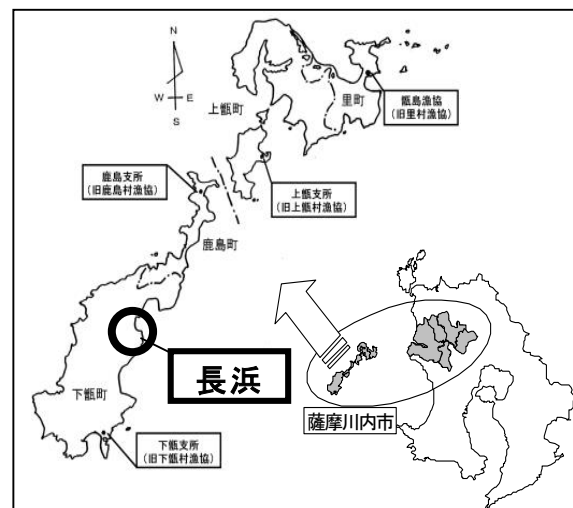 N
W E
S
上甑町
里町
甑島漁協
(旧里村漁協)
鹿島支所
(旧鹿島村漁協)
上甑支所
(旧上甑村漁協)
鹿島町
長浜
下甑町
薩摩川内市
下甑支所
(旧下甑村漁協)